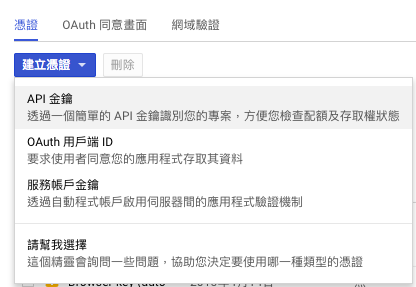 憑證 OAuth 同意畫面 網域驗證
建立憑證 刪除
API 金鑰
透過一個簡單的 API 金鑰識別您的專案，方便您檢查配額及存取權狀態
OAuth 用戶端 ID
要求使用者同意您的應用程式存取其資料
服務帳戶金鑰
透過自動程式帳戶啟用伺服器間的應用程式驗證機制
請幫我選擇
這個精靈會詢問一些問題，協助您決定要使用哪一種類型的憑證